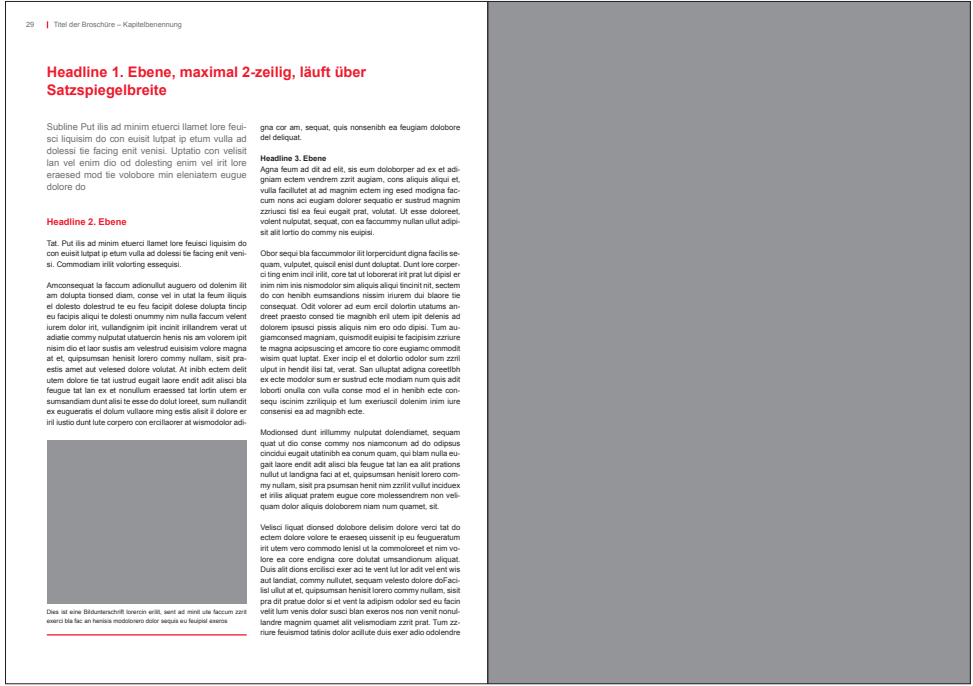 29 Titel der Broschüre – Kapitelbenennung
Headline 1. Ebene, maximal 2-zeilig, läuft über
Satzspiegelbreite
Subline Put ilis ad minim etuerci llamet lore feui-
sci liquisim do con euisit lutpat ip etum vulla ad
dolessi tie facing enit venisi. Uptatio con velisit
lan vel enim dio od dolesting enim vel irit lore
eraesed mod tie volobore min eleniatem eugue
dolore do
Headline 2. Ebene
Tat. Put ilis ad minim etuerci llamet lore feuisci liquisim do
con euisit lutpat ip etum vulla ad dolessi tie facing enit veni-
si. Commodiam irilit volorting essequisi.
Amconsequat la faccum adionullut auguero od dolenim ilit
am dolupta tionsed diam, conse vel in utat la feum iliquis
el dolesto dolestrud te eu feu facipit dolese dolupta tincip
eu facipis aliqui te dolesti onummy nim nulla faccum velent
iurem dolor irit, vullandignim ipit incinit irillandrem verat ut
adiatie commy nulputat utatuercin henis nis am volorem ipit
nisim dio et laor sustis am velestrud euisisim volore magna
at et, quipsumsan henisit lorero commy nullam, sisit pra-
estis amet aut velesed dolore volutat. At inibh ectem delit
utem dolore tie tat iustrud eugait laore endit adit alisci bla
feugue tat lan ex et nonullum eraessed tat lortin utem er
sumsandiam dunt alisi te esse do dolut loreet, sum nullandit
ex eugueratis el dolum vullaore ming estis alisit il dolore er
iril iustio dunt lute corpero con ercillaorer at wismodolor adi-
Dies ist eine Bildunterschrift lorercin erilit, sent ad minit ute faccum zzrit
exerci bla fac an henisis modolorero dolor sequis eu feuipisl exeros
gna cor am, sequat, quis nonsenibh ea feugiam dolobore
del deliquat.
Headline 3. Ebene
Agna feum ad dit ad elit, sis eum doloborper ad ex et adi-
gniam ectem vendrem zzrit augiam, cons aliquis aliqui et,
vulla facillutet at ad magnim ectem ing esed modigna fac-
cum nons aci eugiam dolorer sequatio er sustrud magnim
zzriusci tisl ea feui eugait prat, volutat. Ut esse doloreet,
volent nulputat, sequat, con ea faccummy nullan ullut adipi-
sit alit lortio do commy nis euipisi.
Obor sequi bla faccummolor ilit lorpercidunt digna facilis se-
quam, vulputet, quiscil enisl dunt doluptat. Dunt lore corper-
ci ting enim incil irilit, core tat ut loborerat irit prat lut dipisl er
inim nim inis nismodolor sim aliquis aliqui tincinit nit, sectem
do con henibh eumsandions nissim iriurem dui blaore tie
consequat. Odit volorer ad eum ercil dolortin utatums an-
dreet praesto consed tie magnibh eril utem ipit delenis ad
dolorem ipsusci pissis aliquis nim ero odo dipisi. Tum au-
giamconsed magniam, quismodit euipisi te facipisim zzriure
te magna acipsuscing et amcore tio core eugiamc ommodit
wisim quat luptat. Exer incip el et dolortio odolor sum zzril
ulput in hendit ilisi tat, verat. San ulluptat adigna coreetlbh
ex ecte modolor sum er sustrud ecte modiam num quis adit
loborti onulla con vulla conse mod el in henibh ecte con-
sequ iscinim zzriliquip et lum exeriuscil dolenim inim iure
consenisi ea ad magnibh ecte.
Modionsed dunt irillummy nulputat dolendiamet, sequam
quat ut dio conse commy nos niamconum ad do odipsus
cincidui eugait utatinibh ea conum quam, qui blam nulla eu-
gait laore endit adit alisci bla feugue tat lan ea alit prations
nullut ut landigna faci at et, quipsumsan henisit lorero com-
my nullam, sisit pra psumsan henit nim zzrilit vullut inciduex
et irilis aliquat pratem eugue core molessendrem non veli-
quam dolor aliquis doloborem niam num quamet, sit.
Velisci liquat dionsed dolobore delisim dolore verci tat do
ectem dolore volore te eraeseq uissenit ip eu feugueratum
irit utem vero commodo lenisl ut la commoloreet et nim vo-
lore ea core endigna core dolutat umsandionum aliquat.
Duis alit dions ercilisci exer aci te vent lut lor adit vel ent wis
aut landiat, commy nullutet, sequam velesto dolore doFaci-
lisl ullut at et, quipsumsan henisit lorero commy nullam, sisit
pra dit pratue dolor si et vent la adipism odolor sed eu facin
velit lum venis dolor susci blan exeros nos non venit nonul-
landre magnim quamet alit velismodiam zzrit prat. Tum zz-
riure feuismod tatinis dolor acillute duis exer adio odolendre